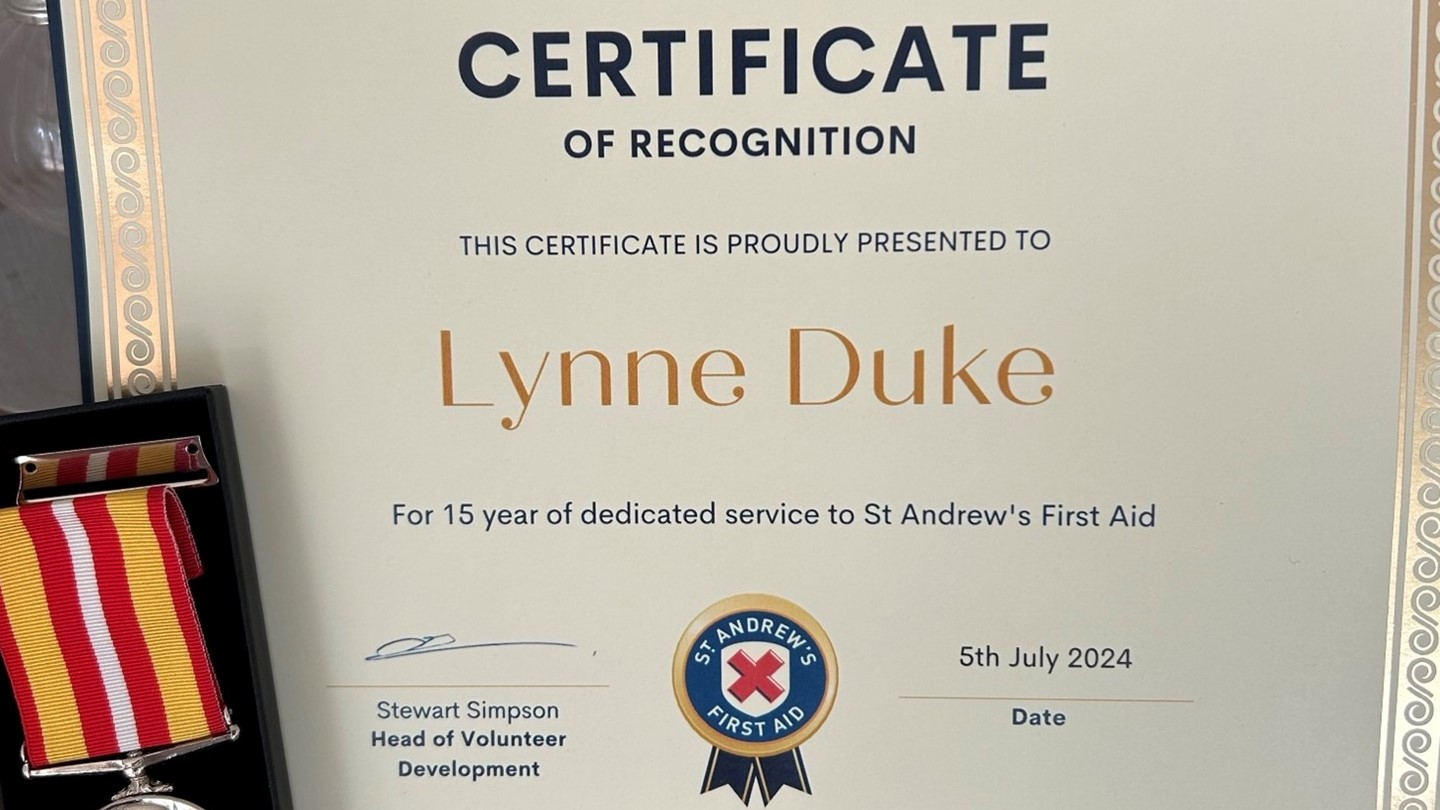 CERTIFICATE
OF RECOGNITION
THIS CERTIFICATE IS PROUDLY PRESENTED TO
Lynne Duke
For 15 year of dedicated service to St Andrew's First Aid
ST. ANDREW'S
FIRST AID
5th July 2024
Stewart Simpson
Head of Volunteer
Development
Date